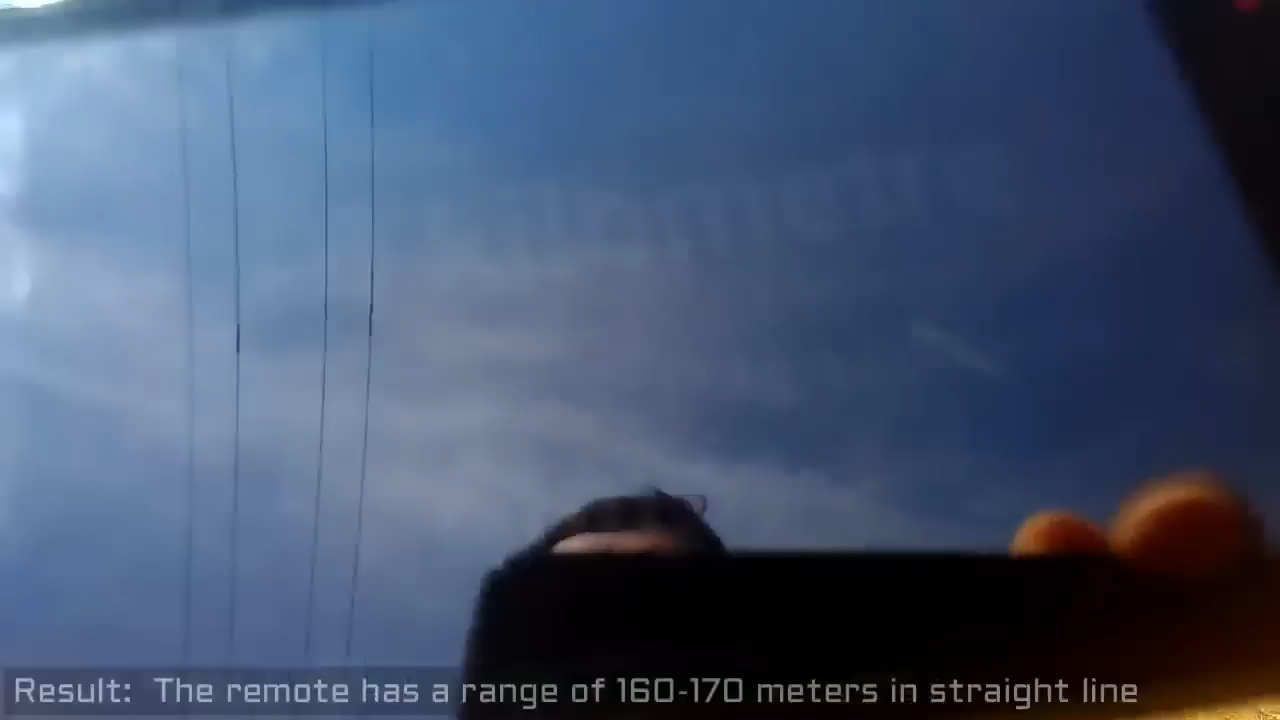 Result: The remote has a range of 160-170 meters in straight line